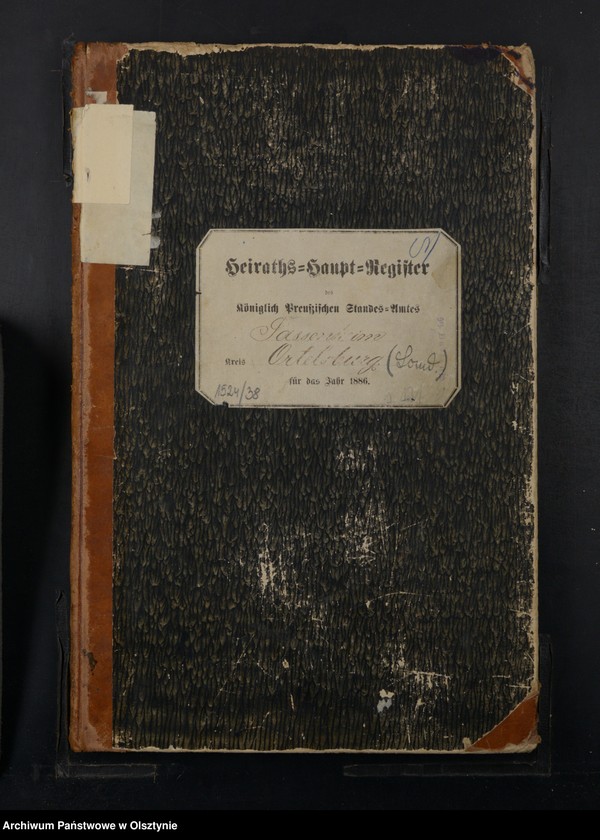 Heiraths-Haupt-Register
des
Königlich Preußischen Standes-Amtes
Passenheim
Kreis Ortelsburg. (Land.)
für das Jahr 1886.
1524/38
Archiwum Państwowe w Olsztynie